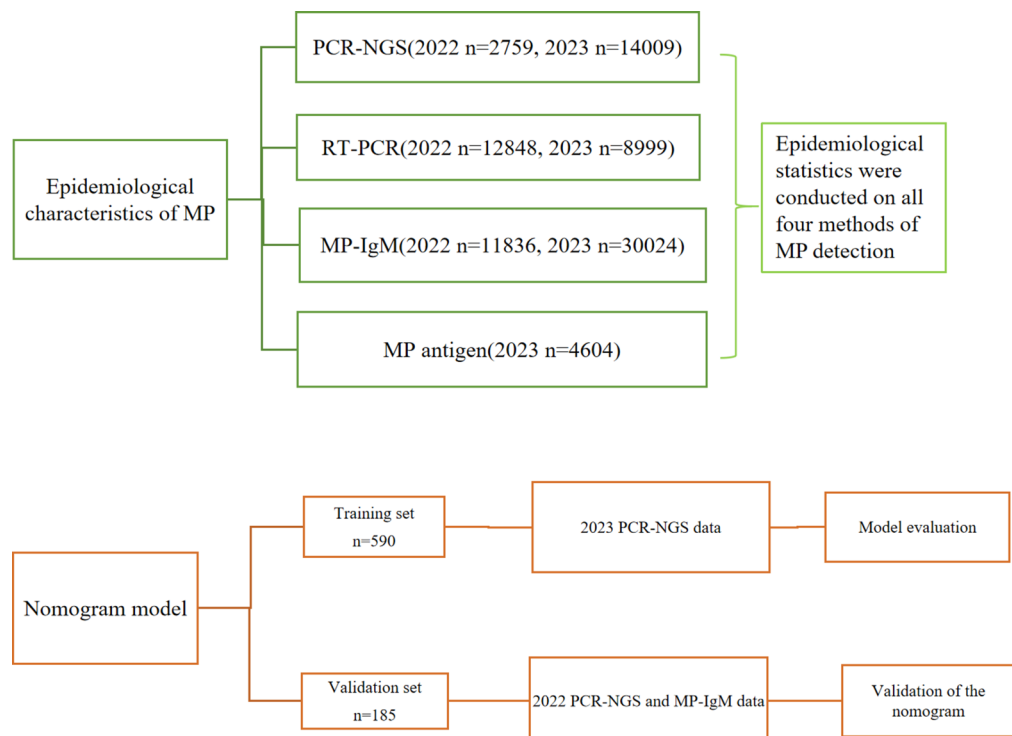 Epidemiological
characteristics of MP
PCR-NGS(2022 n=2759, 2023 n=14009)
RT-PCR(2022 n=12848, 2023 n=8999)
MP-IgM(2022 n=11836, 2023 n=30024)
MP antigen(2023 n=4604)
Epidemiological
statistics were
conducted on all
four methods of
MP detection
Nomogram model
Training set
n=590
2023 PCR-NGS data
Model evaluation
Validation set
n=185
2022 PCR-NGS and MP-IgM data
Validation of the
nomogram